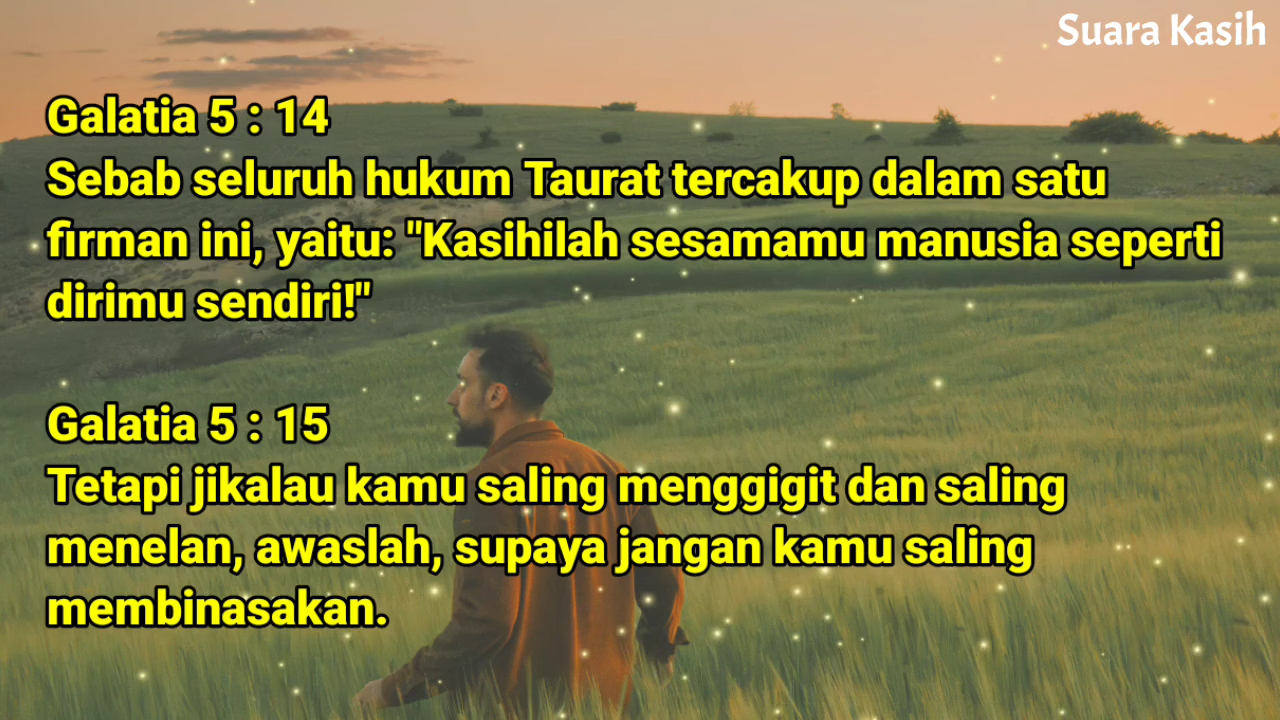 Suara Kasih
Galatia 5 : 14
Sebab seluruh hukum Taurat tercakup dalam satu
firman ini, yaitu: "Kasihilah sesamamu manusia seperti
dirimu sendiri!"
Galatia 5 : 15
Tetapi jikalau kamu saling menggigit dan saling
menelan, awaslah, supaya jangan kamu saling
membinasakan.